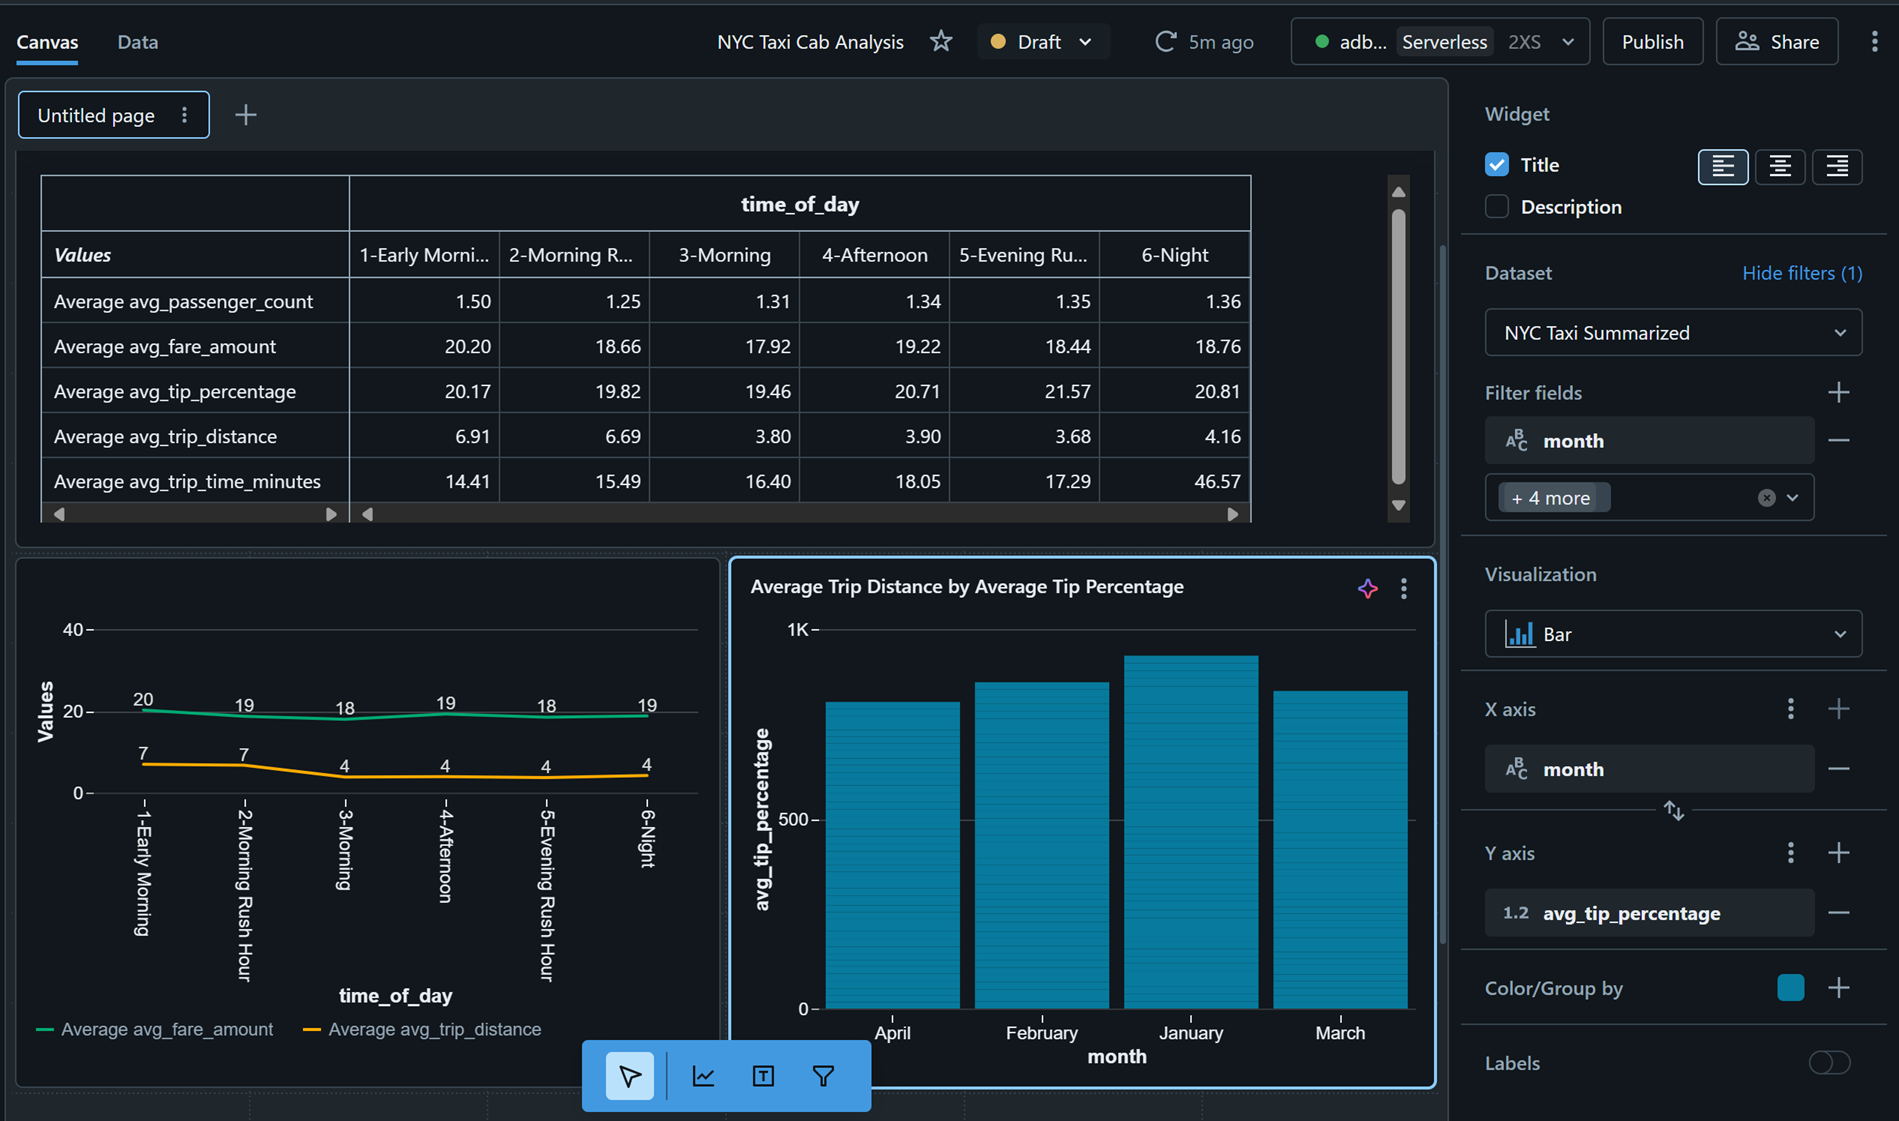 Canvas Data NYC Taxi Cab Analysis Draft 5m ago adb... Serverless 2XS Publish Share
Untitled page
time_of_day
Values 1-Early Morni... 2-Morning R... 3-Morning 4-Afternoon 5-Evening Ru... 6-Night
Average avg_passenger_count 1.50 1.25 1.31 1.34 1.35 1.36
Average avg_fare_amount 20.20 18.66 17.92 19.22 18.44 18.76
Average avg_tip_percentage 20.17 19.82 19.46 20.71 21.57 20.81
Average avg_trip_distance 6.91 6.69 3.80 3.90 3.68 4.16
Average avg_trip_time_minutes 14.41 15.49 16.40 18.05 17.29 46.57
Values
40
20
0
20 19 18 19 18 19
7 7 4 4 4 4
1-Early Morning
2-Morning Rush Hour
3-Morning
4-Afternoon
5-Evening Rush Hour
6-Night
time_of_day
Average avg_fare_amount Average avg_trip_distance
Average Trip Distance by Average Tip Percentage
avg_tip_percentage
1K
500
0
April February January March
month
Widget
Title
Description
Dataset Hide filters (1)
NYC Taxi Summarized
Filter fields
ABC month
+ 4 more
Visualization
Bar
X axis
ABC month
Y axis
1.2 avg_tip_percentage
Color/Group by
Labels